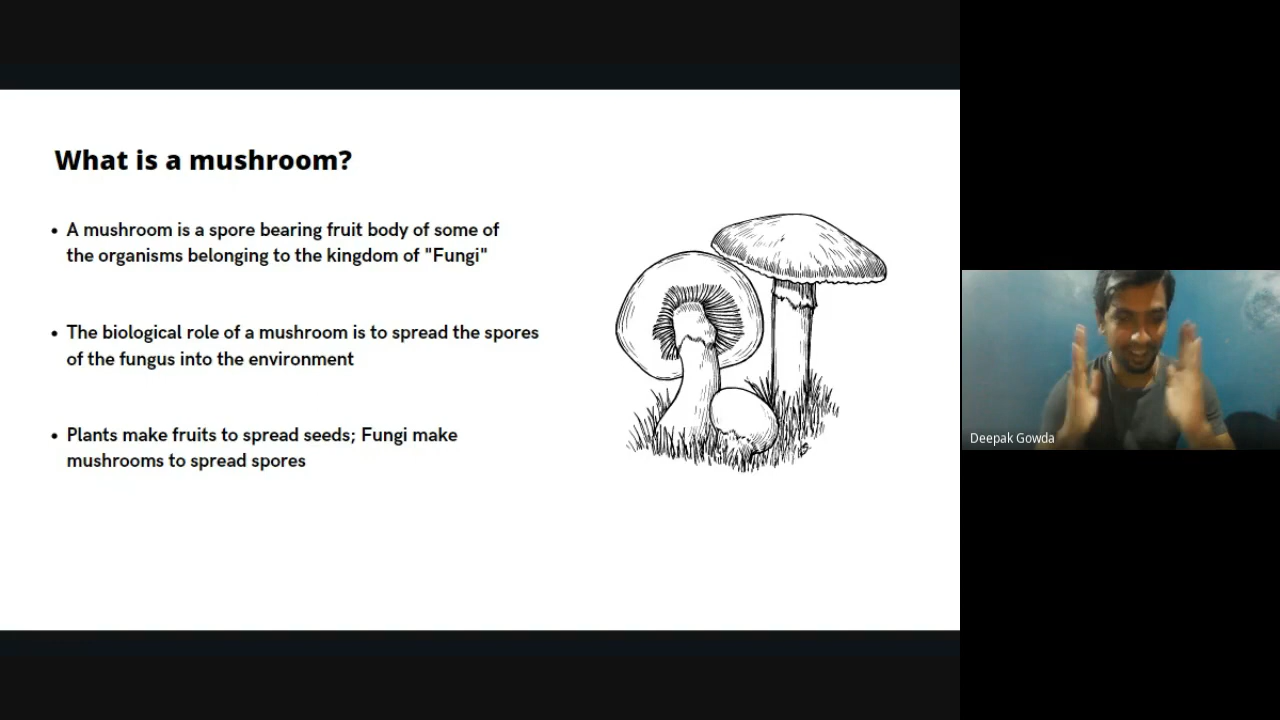 What is a mushroom?
• A mushroom is a spore bearing fruit body of some of
the organisms belonging to the kingdom of "Fungi"
• The biological role of a mushroom is to spread the spores
of the fungus into the environment
• Plants make fruits to spread seeds; Fungi make
mushrooms to spread spores
Deepak Gowda